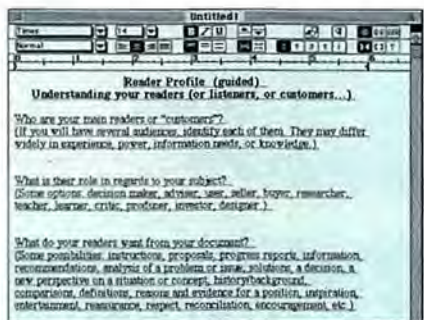 Untitled1
Times 14 B I U
Normal
Reader Profile (guided)
Understanding your readers (or listeners, or customers...)
Who are your main readers or "customers"?
(If you will have several audiences, identify each of them. They may differ
widely in experience, power, information needs, or knowledge.)
What is their role in regards to your subject?
(Some options: decision maker, adviser, user, seller, buyer, researcher,
teacher, learner, critic, producer, investor, designer.)
What do your readers want from your document?
(Some possibilities: instructions, proposals, progress reports, information,
recommendations, analysis of a problem or issue, solutions, a decision, a
new perspective on a situation or concept, history/background,
comparisons, definitions, reasons and evidence for a position, inspiration,
entertainment, reassurance, respect, reconciliation, encouragement, etc.)